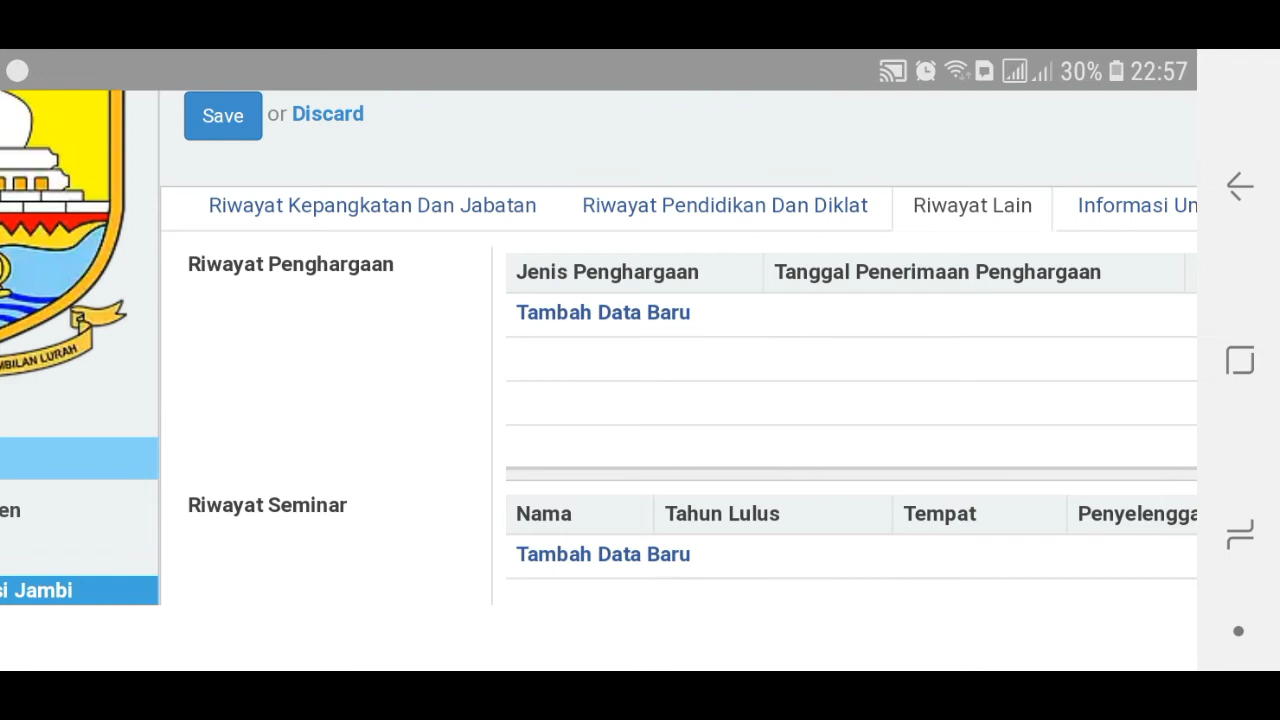 30% 22:57
Save or Discard
Riwayat Kepangkatan Dan Jabatan Riwayat Pendidikan Dan Diklat Riwayat Lain Informasi Un
Riwayat Penghargaan
Jenis Penghargaan Tanggal Penerimaan Penghargaan
Tambah Data Baru
MBILAN LURAH
en
si Jambi
Riwayat Seminar
Nama Tahun Lulus Tempat Penyelengga
Tambah Data Baru